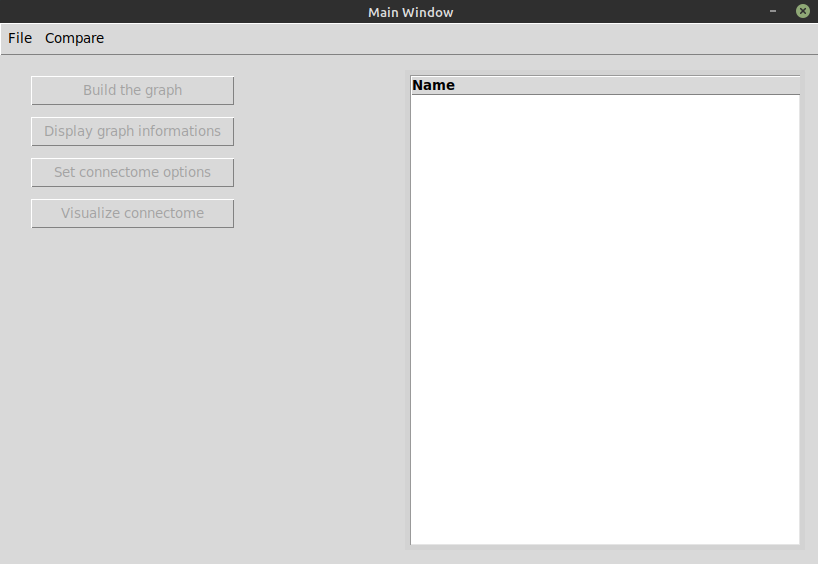 Main Window
File Compare
Build the graph
Display graph informations
Set connectome options
Visualize connectome
Name